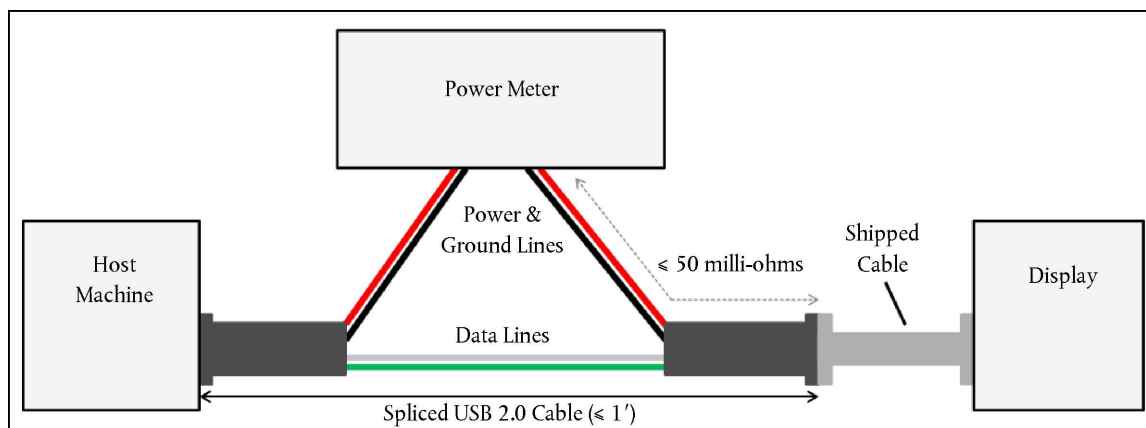 Power Meter
Power &
Ground Lines
Host
Machine
⩽ 50 milli-ohms
Shipped
Cable
Display
Data Lines
Spliced USB 2.0 Cable (⩽ 1′)